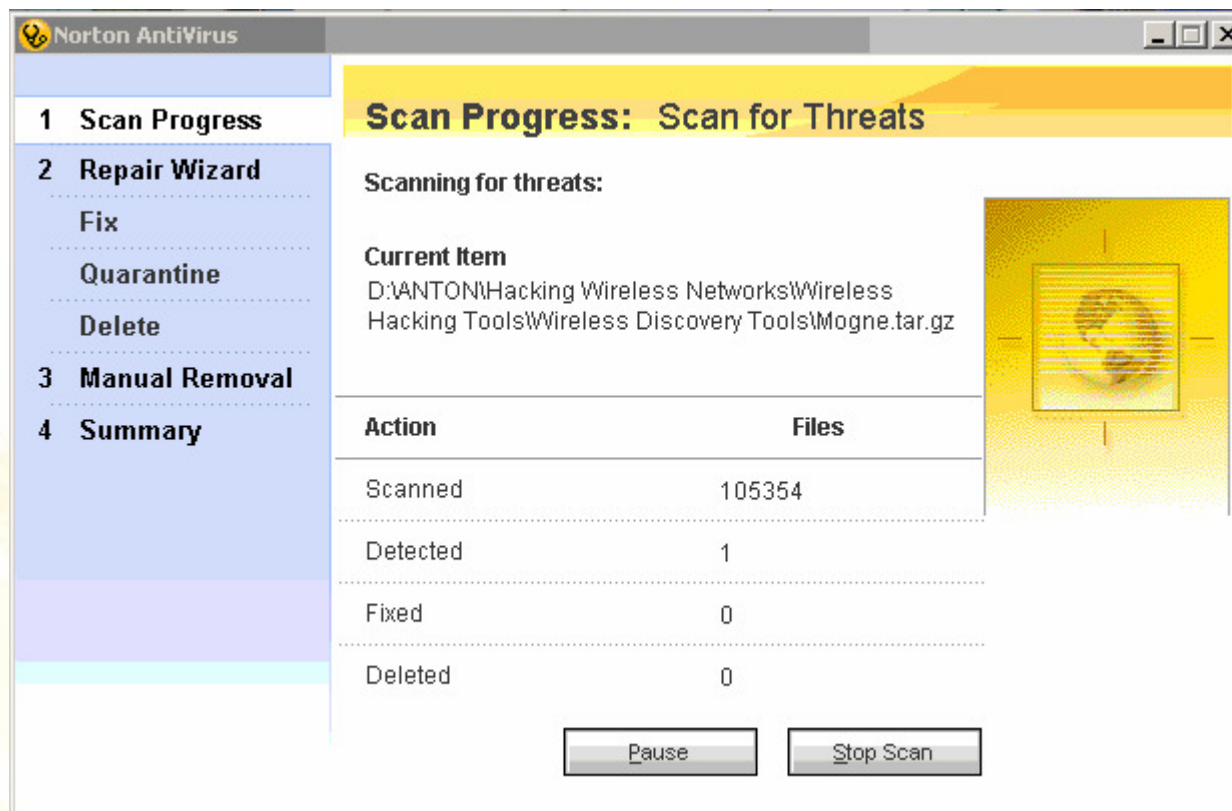 Norton AntiVirus
1 Scan Progress
2 Repair Wizard
Fix
Quarantine
Delete
3 Manual Removal
4 Summary
Scan Progress: Scan for Threats
Scanning for threats:
Current Item
D:\ANTON\Hacking Wireless Networks\Wireless
Hacking Tools\Wireless Discovery Tools\Mogne.tar.gz
Action Files
Scanned 105354
Detected 1
Fixed 0
Deleted 0
Pause Stop Scan